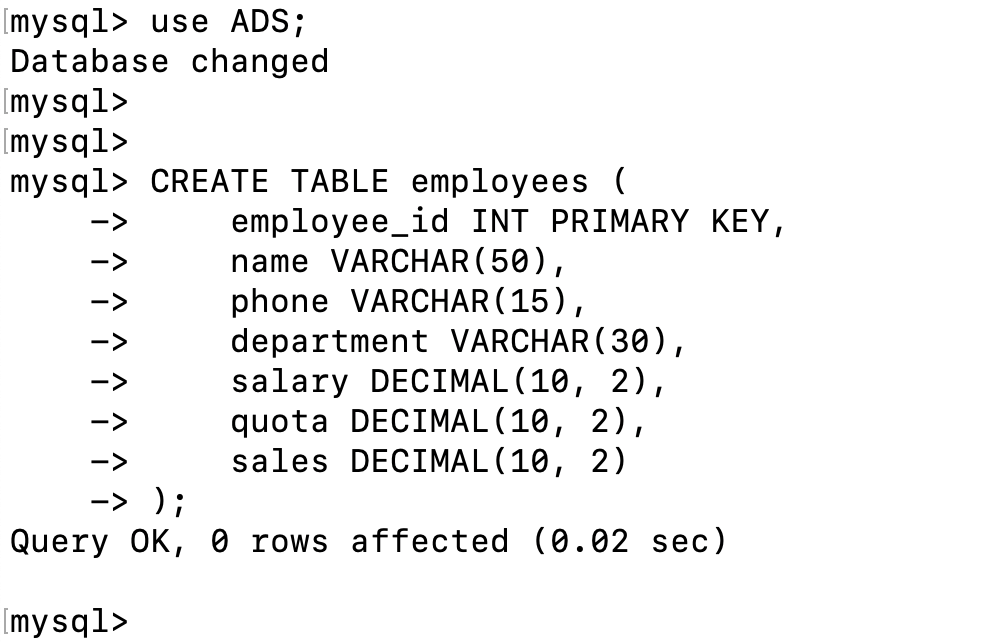 [mysql> use ADS;
Database changed
[mysql>
[mysql>
mysql> CREATE TABLE employees (
    ->     employee_id INT PRIMARY KEY,
    ->     name VARCHAR(50),
    ->     phone VARCHAR(15),
    ->     department VARCHAR(30),
    ->     salary DECIMAL(10, 2),
    ->     quota DECIMAL(10, 2),
    ->     sales DECIMAL(10, 2)
    -> );
Query OK, 0 rows affected (0.02 sec)
[mysql>